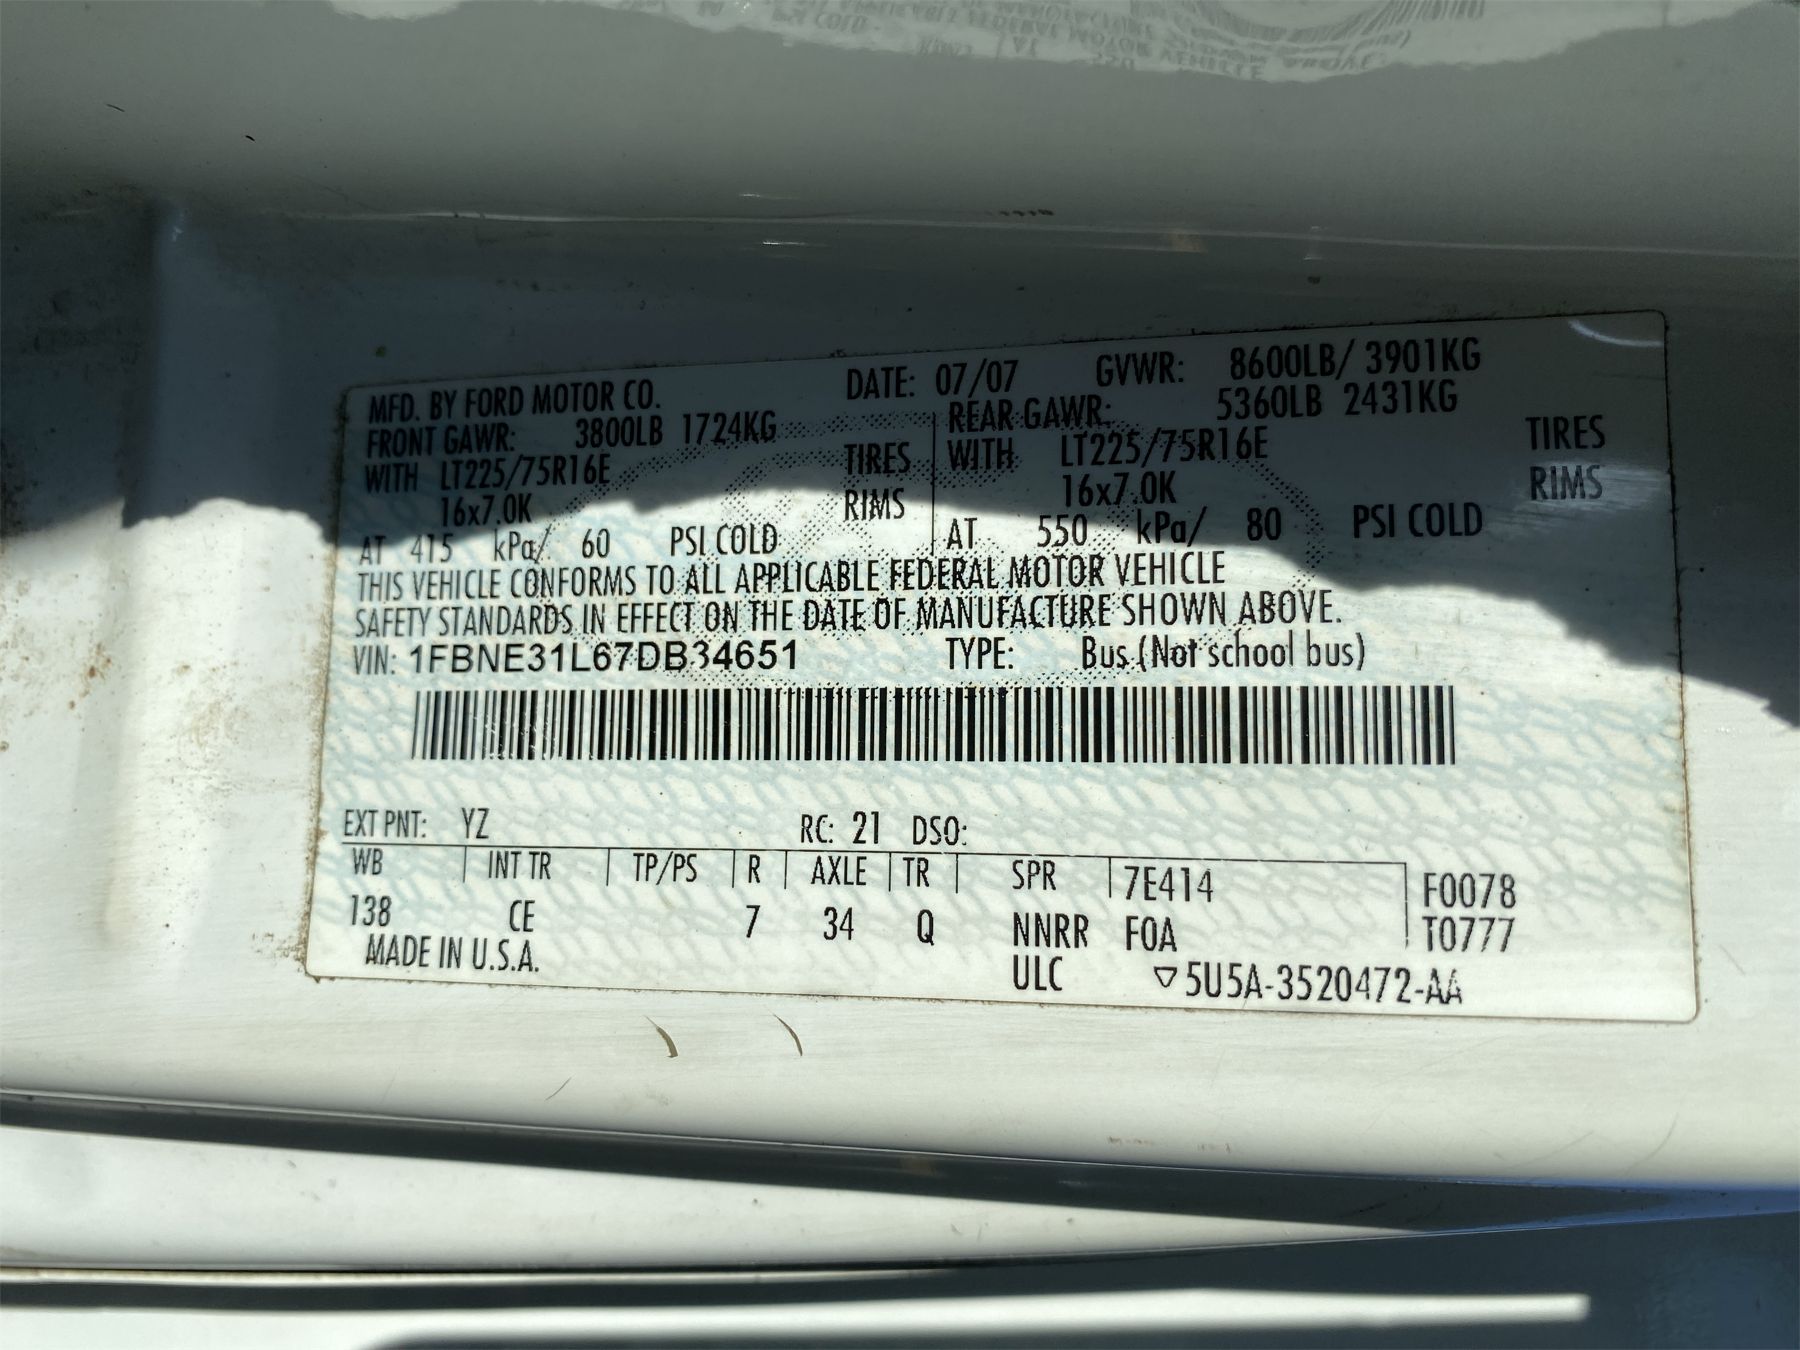 MFD. BY FORD MOTOR CO. DATE: 07/07 GVWR: 8600LB/ 3901KG
FRONT GAWR: 3800LB 1724KG REAR GAWR: 5360LB 2431KG
WITH LT225/75R16E TIRES WITH LT225/75R16E TIRES
16x7.0K RIMS 16x7.0K RIMS
AT 415 kPa/ 60 PSI COLD AT 550 kPa/ 80 PSI COLD
THIS VEHICLE CONFORMS TO ALL APPLICABLE FEDERAL MOTOR VEHICLE
SAFETY STANDARDS IN EFFECT ON THE DATE OF MANUFACTURE SHOWN ABOVE.
VIN: 1FBNE31L67DB34651 TYPE: Bus (Not school bus)
EXT PNT: YZ RC: 21 DSO:
WB INT TR TP/PS R AXLE TR SPR 7E414 F0078
138 CE 7 34 Q NNRR F0A T0777
MADE IN U.S.A. ULC ▽5U5A-3520472-AA